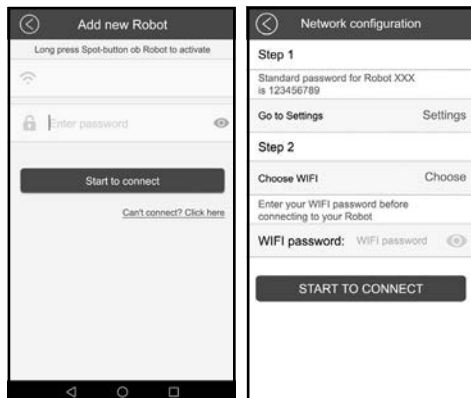 Add new Robot
Long press Spot-button ob Robot to activate
Enter password
Start to connect
Can't connect? Click here
Network configuration
Step 1
Standard password for Robot XXX
is 123456789
Go to Settings Settings
Step 2
Choose WIFI Choose
Enter your WIFI password before
connecting to your Robot
WIFI password: WIFI password
START TO CONNECT